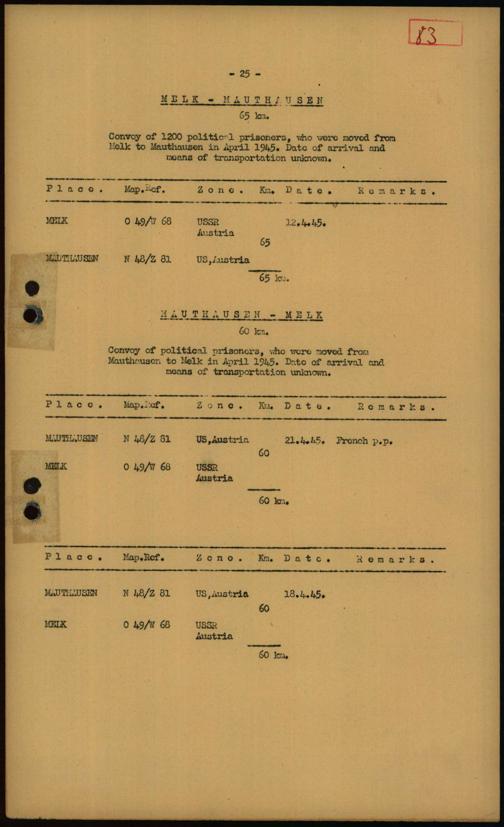 83
- 25 -
MELK - MAUTHAUSEN
65 km.
Convoy of 1200 political prisoners, who were moved from
Melk to Mauthausen in April 1945. Date of arrival and
means of transportation unknown.
Place. Map.Ref. Zone. Km. Date. Remarks.
MELK O 49/W 68 USSR 12.4.45.
Austria
65
MAUTHAUSEN N 48/Z 81 US,Austria
65 km.
MAUTHAUSEN - MELK
60 km.
Convoy of political prisoners, who were moved from
Mauthausen to Melk in April 1945. Date of arrival and
means of transportation unknown.
Place. Map.Ref. Zone. Km. Date. Remarks.
MAUTHAUSEN N 48/Z 81 US,Austria 21.4.45. French p.p.
60
MELK O 49/W 68 USSR
Austria
60 km.
Place. Map.Ref. Zone. Km. Date. Remarks.
MAUTHAUSEN N 48/Z 81 US,Austria 18.4.45.
60
MELK O 49/W 68 USSR
Austria
60 km.